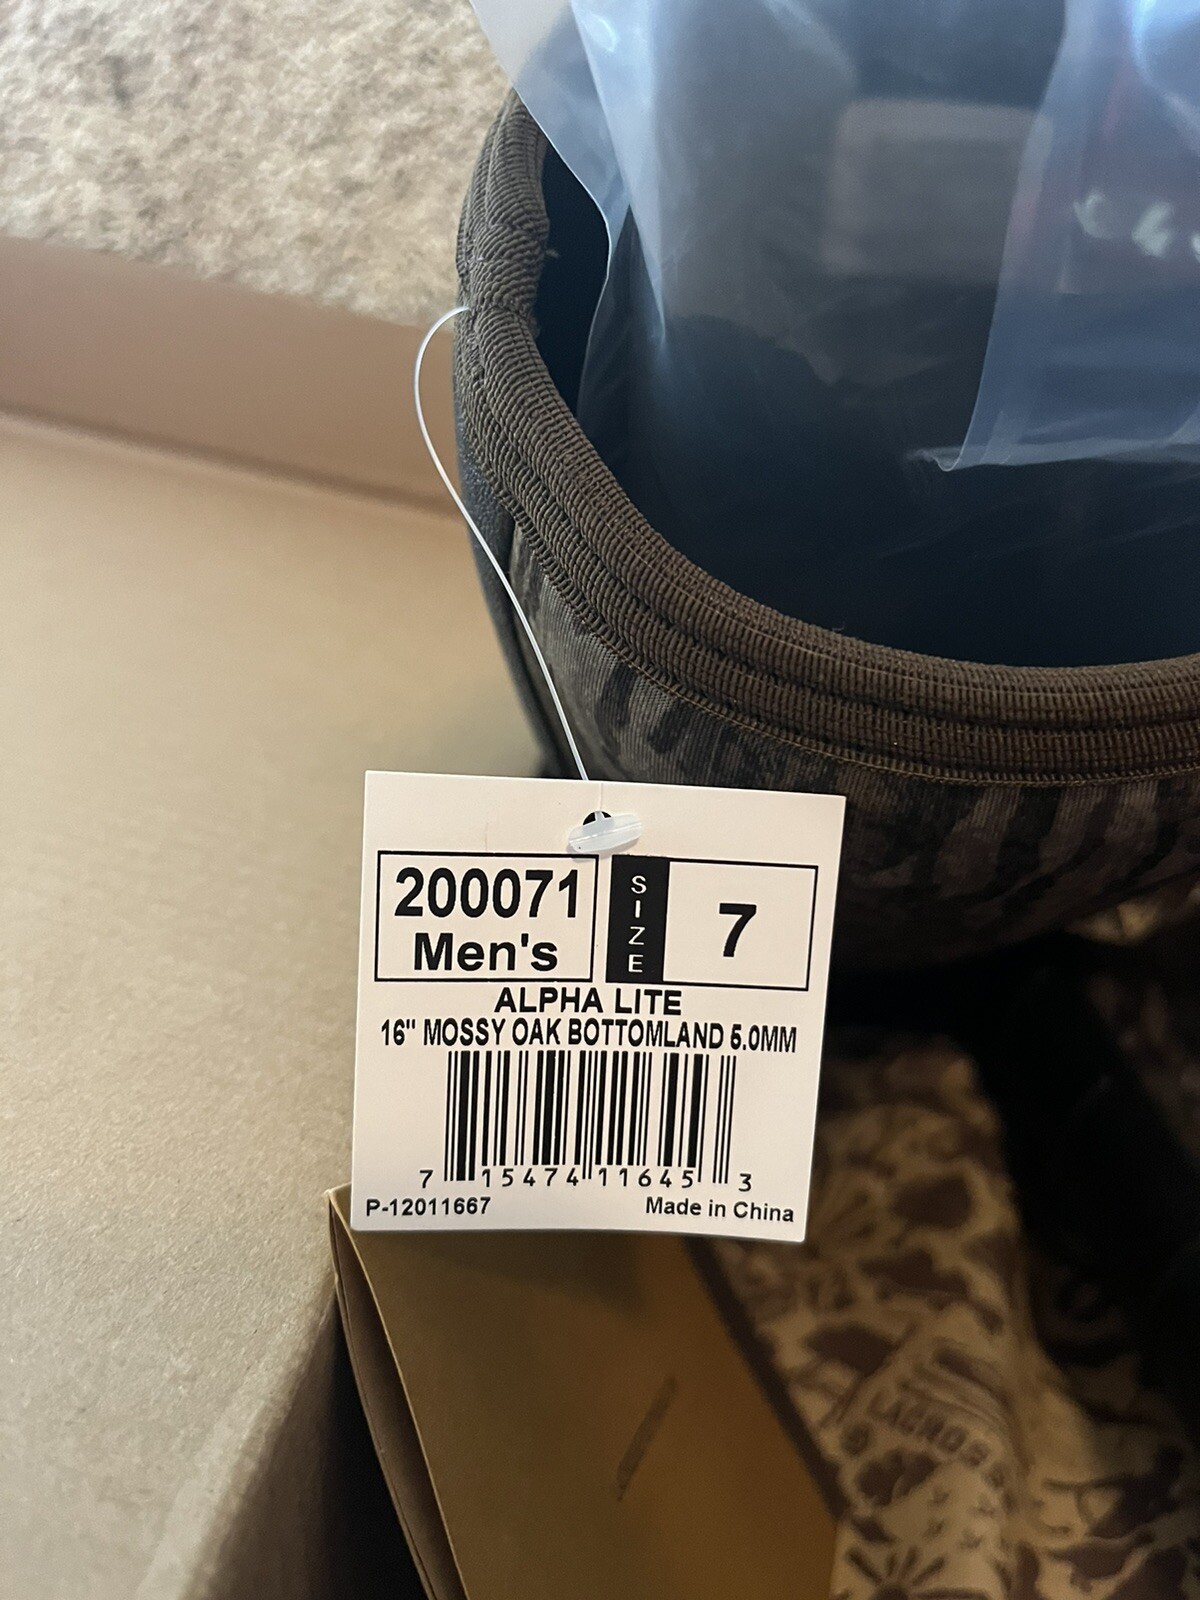 200071
Men's
SIZE
7
ALPHA LITE
16" MOSSY OAK BOTTOMLAND 5.0MM
7 15474 11645 3
P-12011667
Made in China
LACROSS